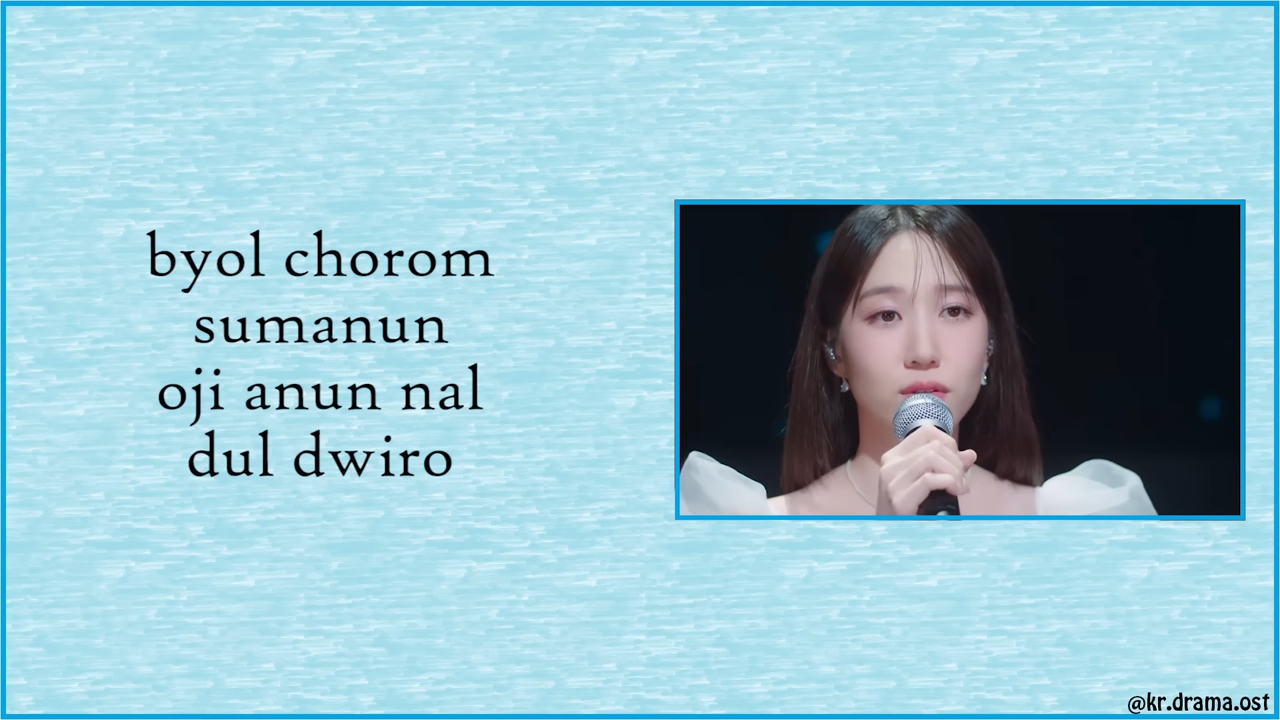 byol chorom
sumanun
oji anun nal
dul dwiro
@kr.drama.ost